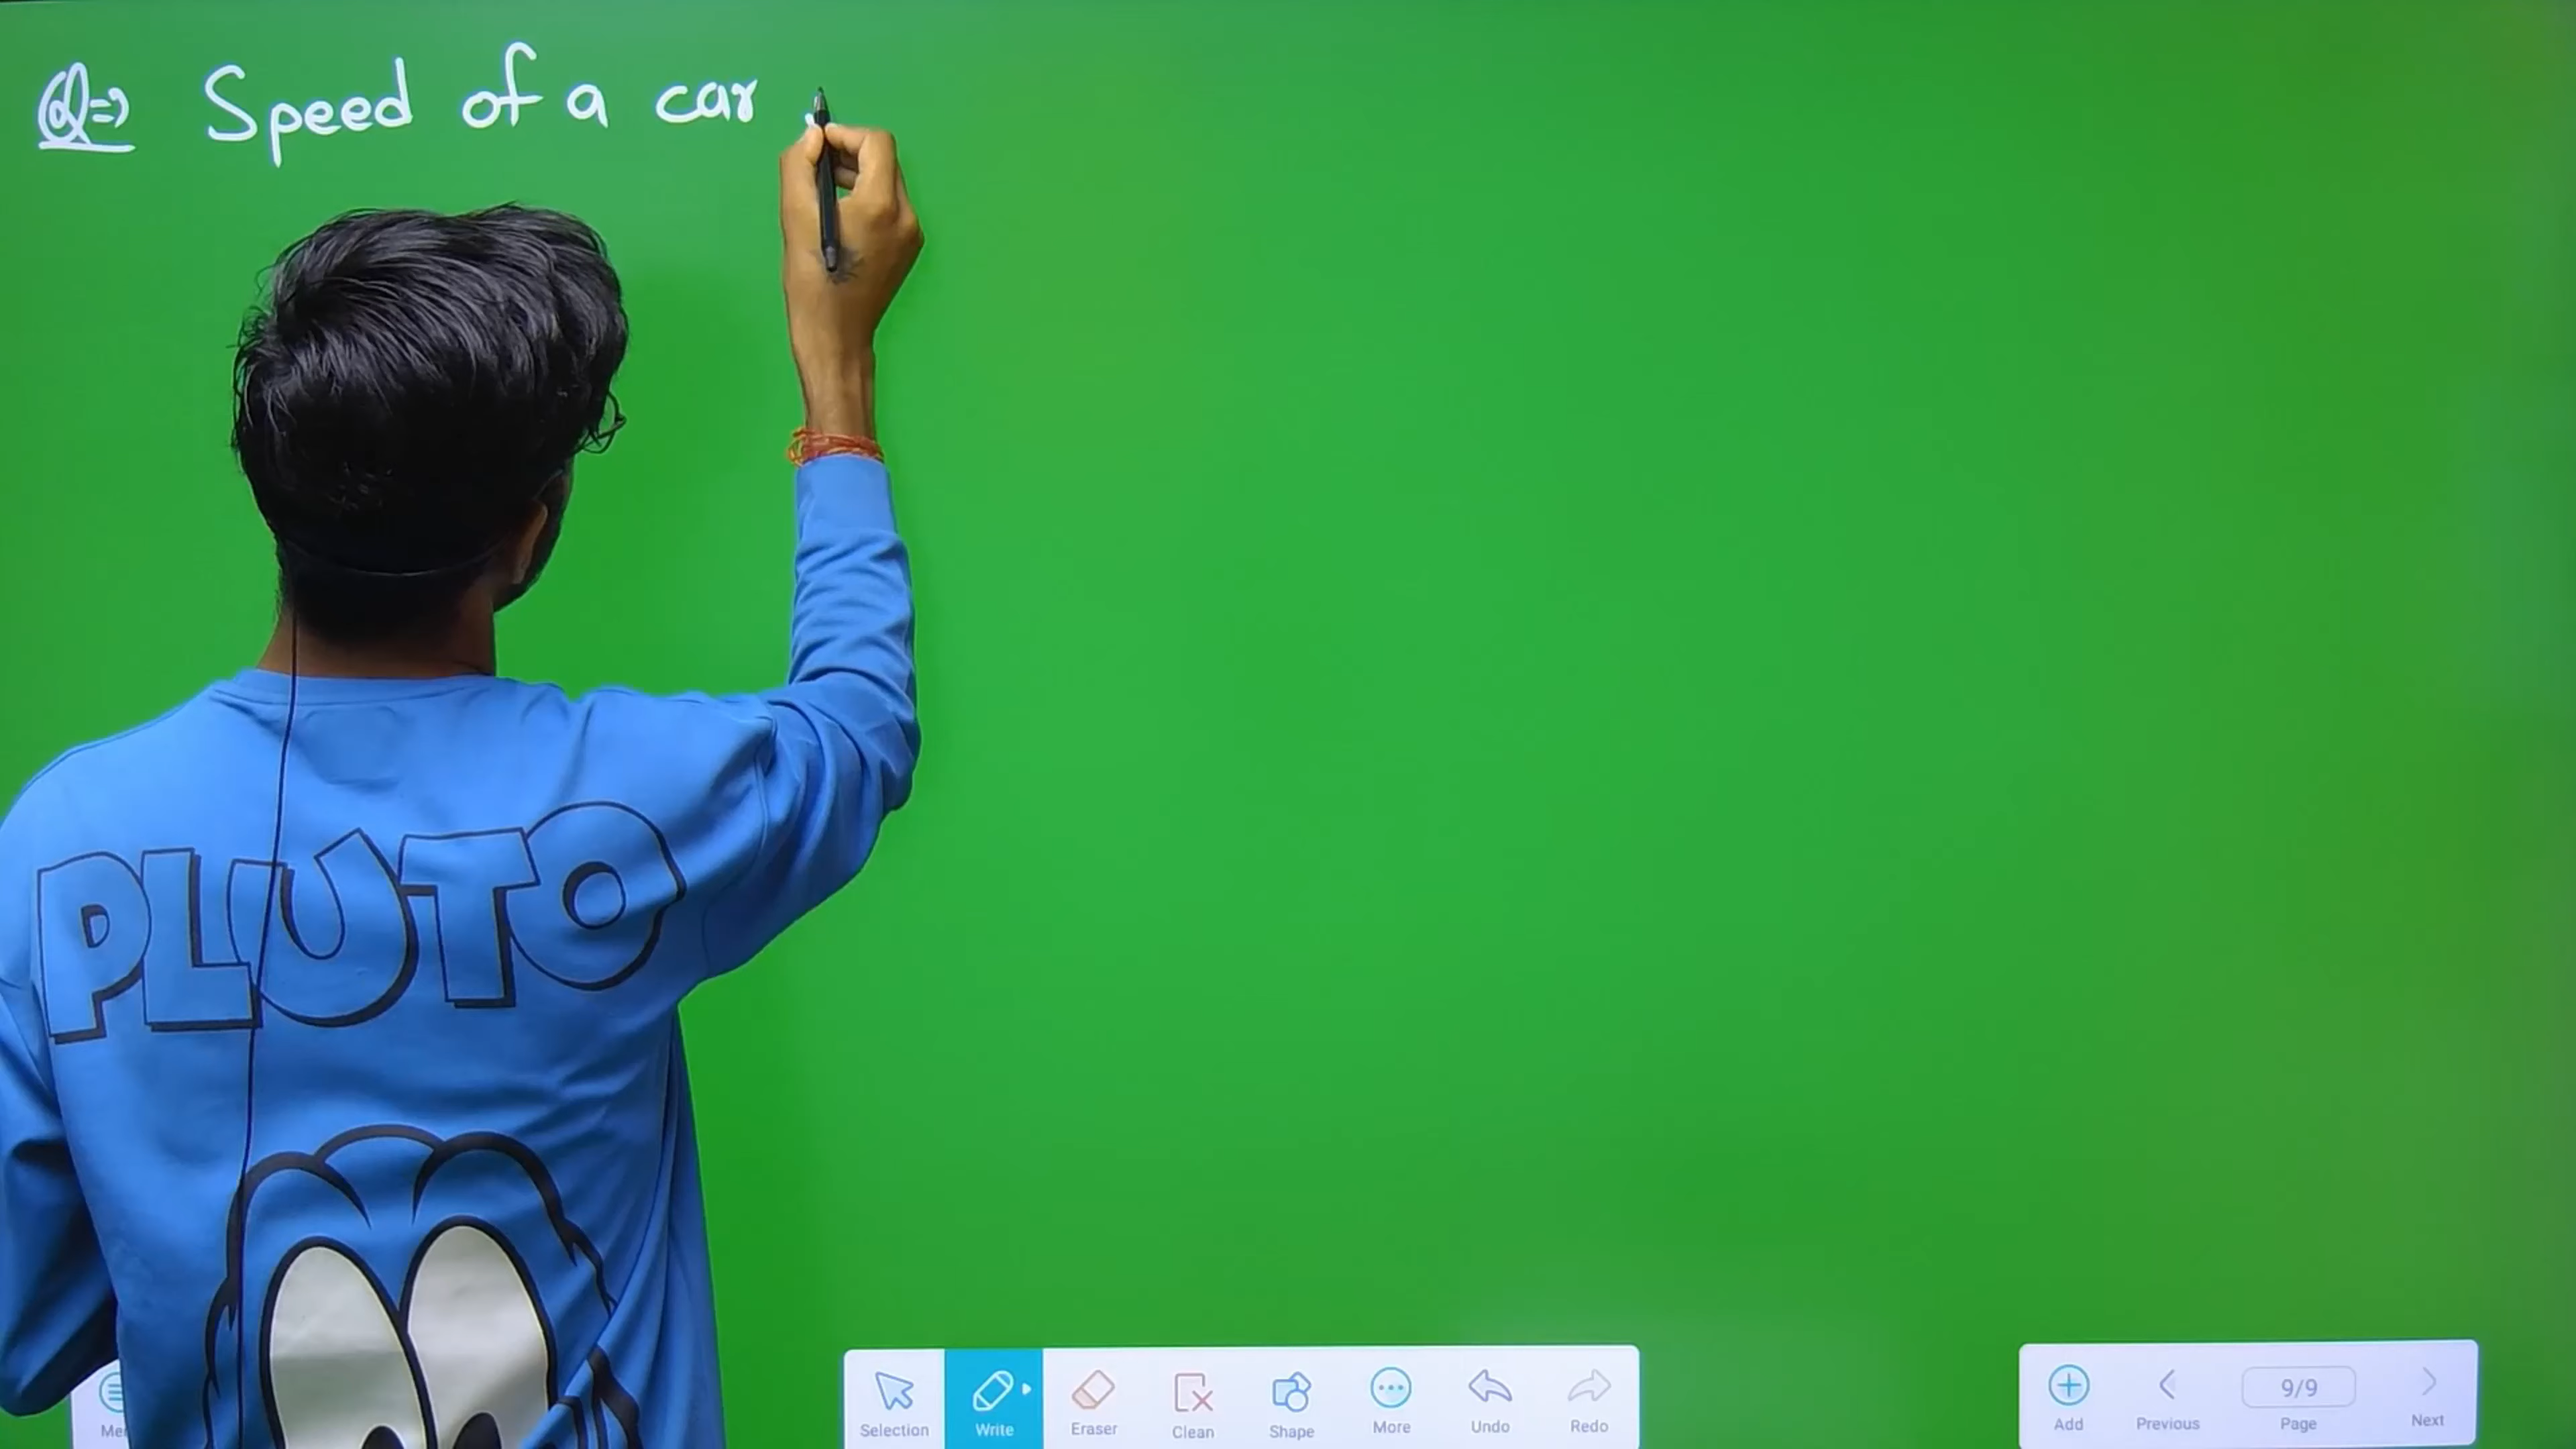 Q⇒ Speed of a car
PLUTO
Selection
Write
Eraser
Clean
Shape
More
Undo
Redo
Add
Previous
9/9
Page
Next